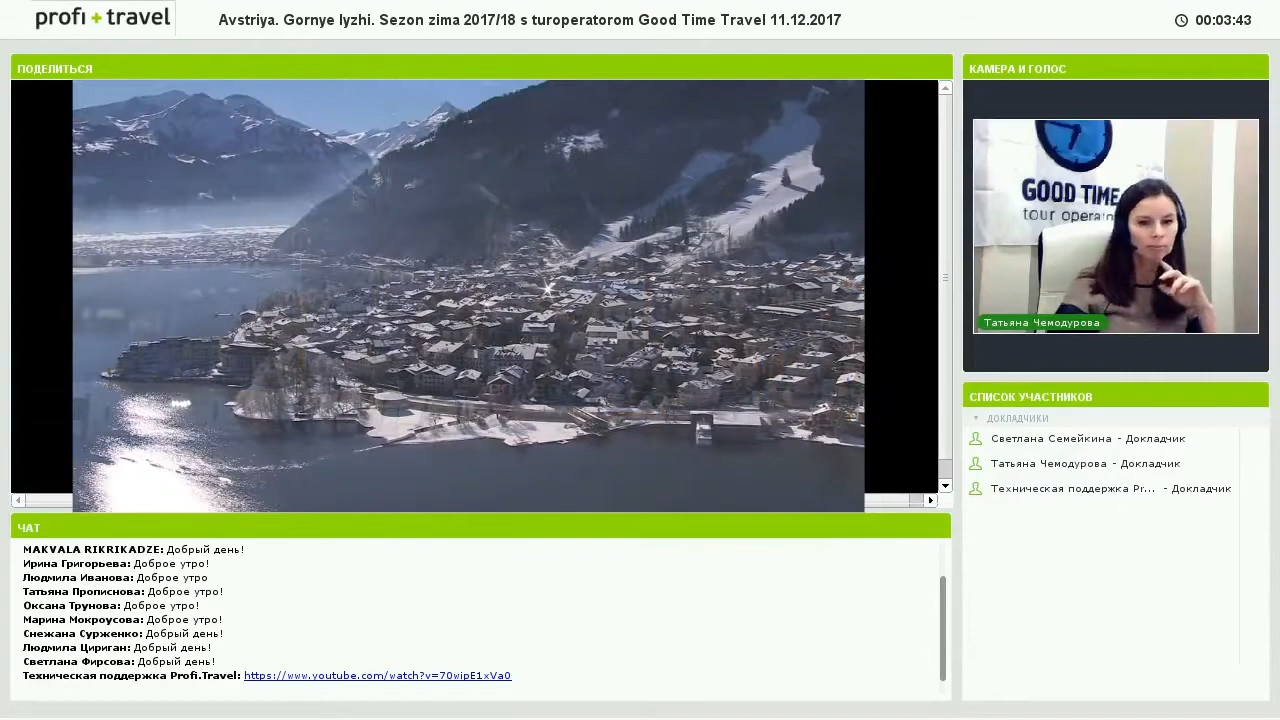 profi + travel
Avstriya. Gornye lyzhi. Sezon zima 2017/18 s turoperatorom Good Time Travel 11.12.2017
00:03:43
ПОДЕЛИТЬСЯ
КАМЕРА И ГОЛОС
GOOD TIME
tour operator
Татьяна Чемодурова
СПИСОК УЧАСТНИКОВ
ДОКЛАДЧИКИ
Светлана Семейкина - Докладчик
Татьяна Чемодурова - Докладчик
Техническая поддержка Pr... - Докладчик
ЧАТ
MAKVALA RIKRIKADZE: Добрый день!
Ирина Григорьева: Доброе утро!
Людмила Иванова: Доброе утро
Татьяна Прописнова: Доброе утро!
Оксана Трунова: Доброе утро!
Марина Мокроусова: Доброе утро!
Снежана Сурженко: Добрый день!
Людмила Цириган: Добрый день!
Светлана Фирсова: Добрый день!
Техническая поддержка Profi.Travel: https://www.youtube.com/watch?v=70wipE1xVa0